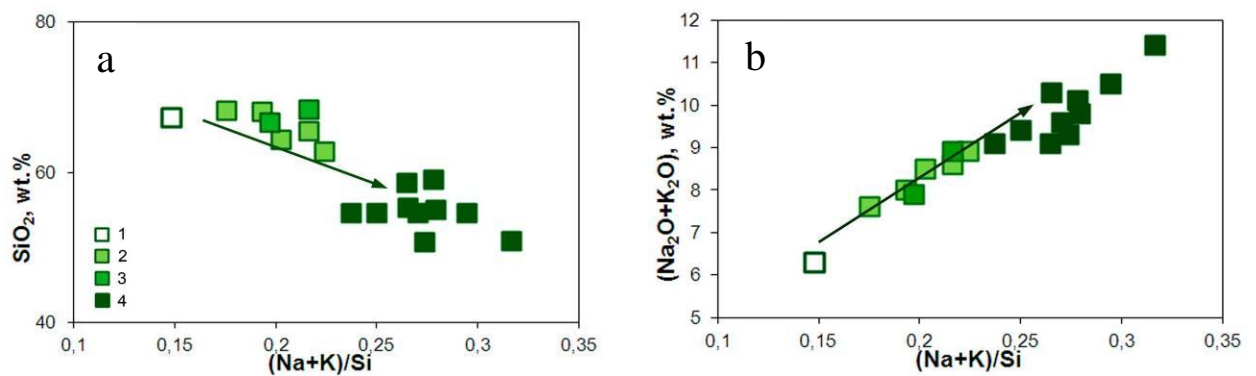 a
80
60
40
SiO₂, wt.%
1
2
3
4
0,1 0,15 0,2 0,25 0,3 0,35
(Na+K)/Si
b
12
11
10
9
8
7
6
5
(Na₂O+K₂O), wt.%
0,1 0,15 0,2 0,25 0,3 0,35
(Na+K)/Si